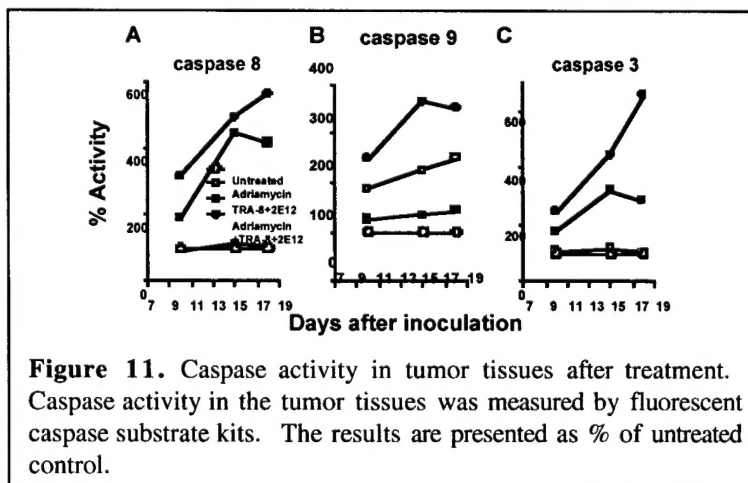 A
B
C
caspase 8
caspase 9
caspase 3
% Activity
600
400
200
0
7 9 11 13 15 17 19
Untreated
Adriamycin
TRA-8+2E12
Adriamycin
+TRA-8+2E12
400
300
200
100
0
7 9 11 13 15 17 19
600
400
200
0
7 9 11 13 15 17 19
Days after inoculation
Figure 11. Caspase activity in tumor tissues after treatment.
Caspase activity in the tumor tissues was measured by fluorescent
caspase substrate kits. The results are presented as % of untreated
control.